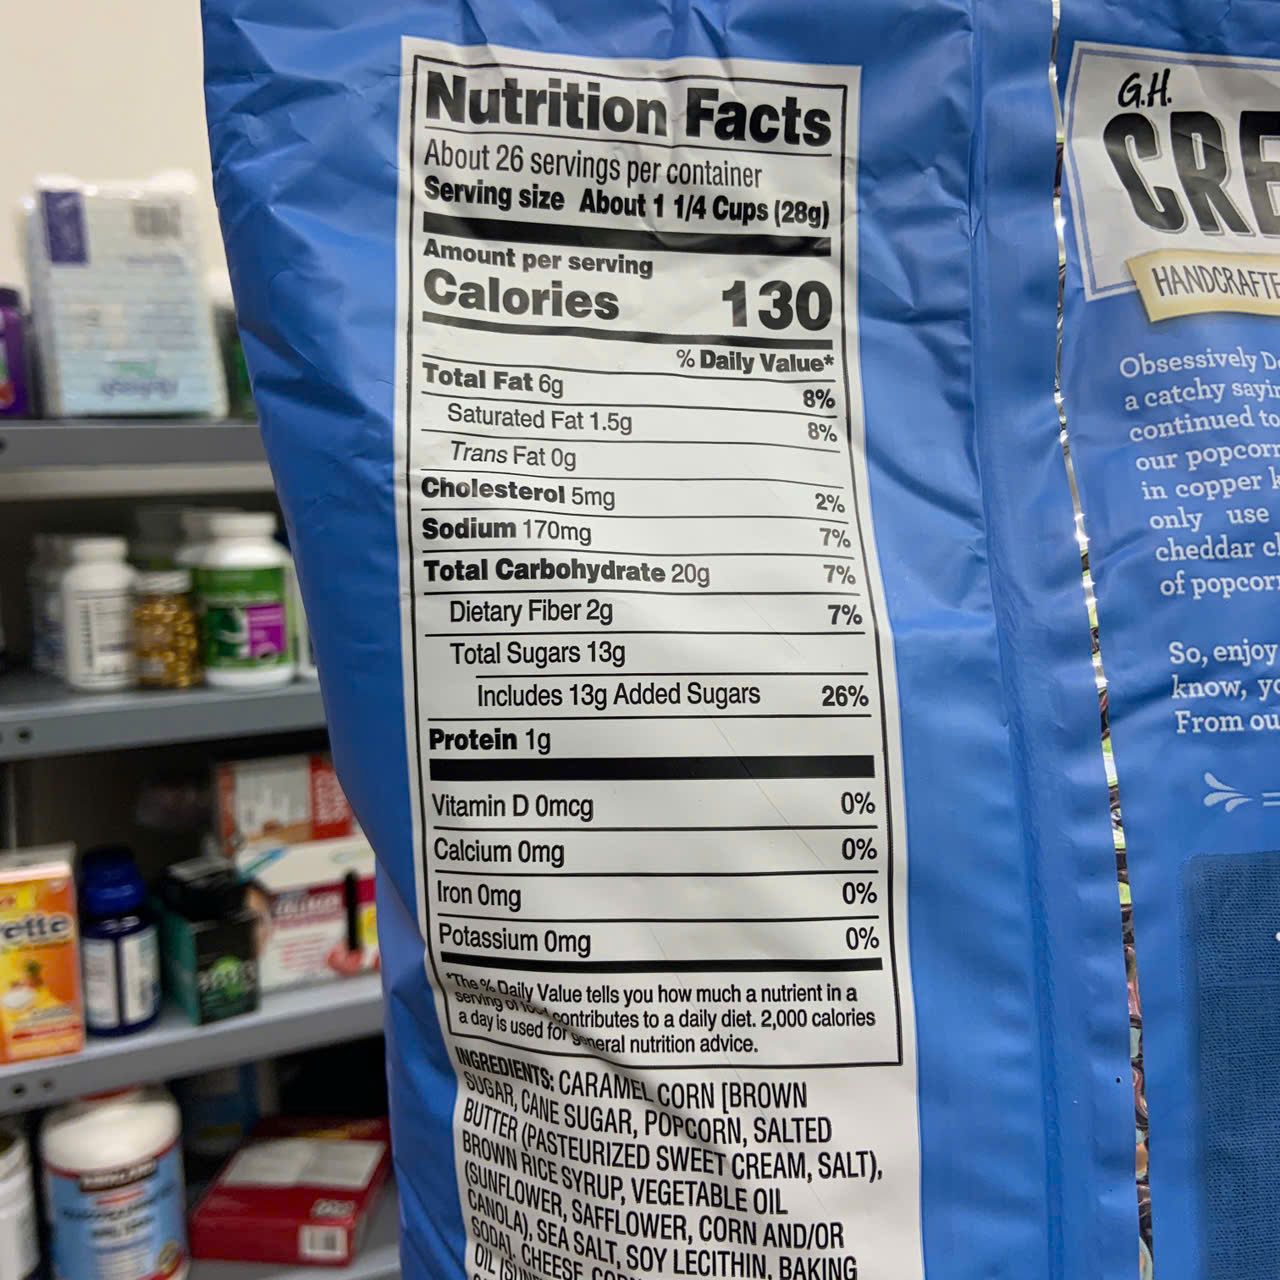 Nutrition Facts
About 26 servings per container
Serving size About 1 1/4 Cups (28g)
Amount per serving
Calories 130
% Daily Value*
Total Fat 6g 8%
Saturated Fat 1.5g 8%
Trans Fat 0g
Cholesterol 5mg 2%
Sodium 170mg 7%
Total Carbohydrate 20g 7%
Dietary Fiber 2g 7%
Total Sugars 13g
Includes 13g Added Sugars 26%
Protein 1g
Vitamin D 0mcg 0%
Calcium 0mg 0%
Iron 0mg 0%
Potassium 0mg 0%
*The % Daily Value tells you how much a nutrient in a
serving of food contributes to a daily diet. 2,000 calories
a day is used for general nutrition advice.
INGREDIENTS: CARAMEL CORN [BROWN
SUGAR, CANE SUGAR, POPCORN, SALTED
BUTTER (PASTEURIZED SWEET CREAM, SALT),
BROWN RICE SYRUP, VEGETABLE OIL
(SUNFLOWER, SAFFLOWER, CORN AND/OR
CANOLA), SEA SALT, SOY LECITHIN, BAKING
SODA], CHEESE
OIL
G.H.
CRE
HANDCRAFTE
Obsessively
a catchy
continued to
our popcorn
in copper
only use
cheddar
of popcorn
So, enjoy
know,
From